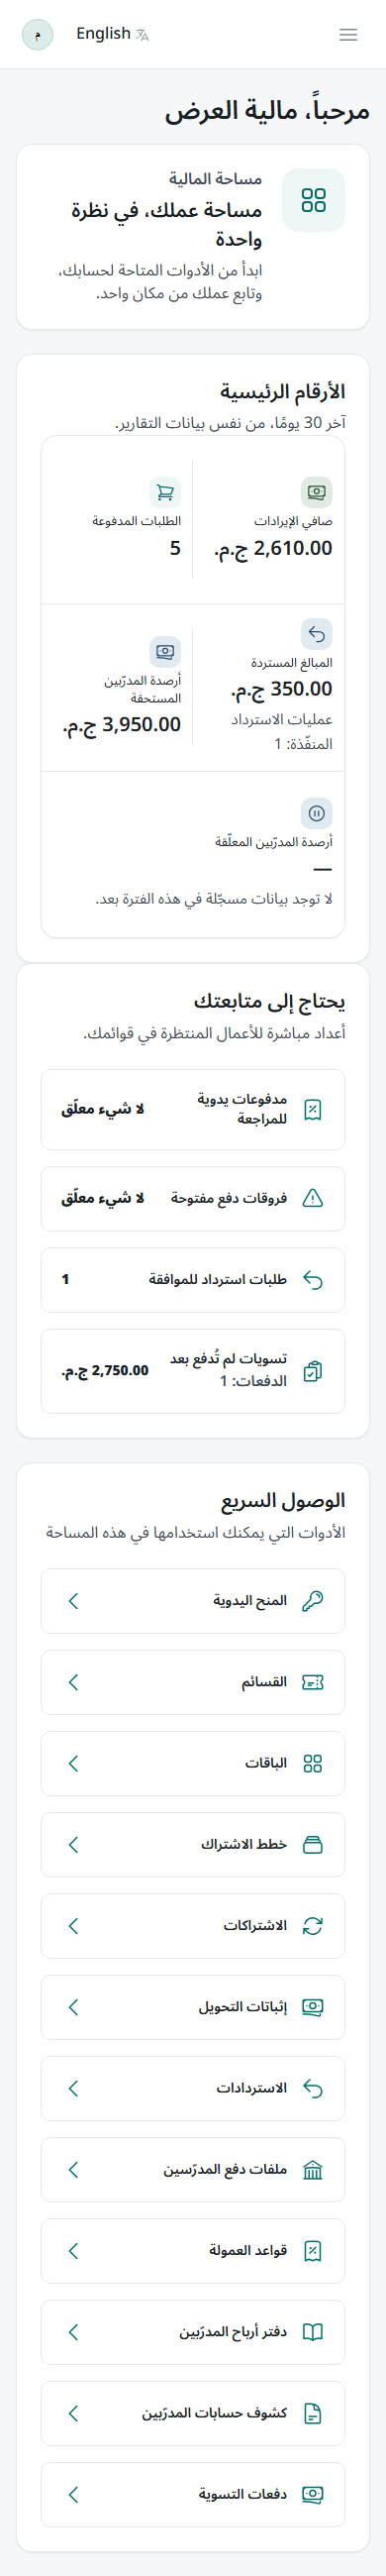 English
م
مرحباً، مالية العرض
مساحة المالية
مساحة عملك، في نظرة
واحدة
ابدأ من الأدوات المتاحة لحسابك،
وتابع عملك من مكان واحد.
الأرقام الرئيسية
آخر 30 يومًا، من نفس بيانات التقارير.
صافي الإيرادات
2,610.00 ج.م.
الطلبات المدفوعة
5
المبالغ المستردة
350.00 ج.م.
عمليات الاسترداد
المنفّذة: 1
أرصدة المدرّبين
المستحقة
3,950.00 ج.م.
أرصدة المدرّبين المعلّقة
—
لا توجد بيانات مسجّلة في هذه الفترة بعد.
يحتاج إلى متابعتك
أعداد مباشرة للأعمال المنتظرة في قوائمك.
مدفوعات يدوية
للمراجعة
لا شيء معلّق
فروقات دفع مفتوحة
لا شيء معلّق
طلبات استرداد للموافقة
1
تسويات لم تُدفع بعد
الدفعات: 1
2,750.00 ج.م.
الوصول السريع
الأدوات التي يمكنك استخدامها في هذه المساحة
المنح اليدوية
القسائم
الباقات
خطط الاشتراك
الاشتراكات
إثباتات التحويل
الاستردادات
ملفات دفع المدرّسين
قواعد العمولة
دفتر أرباح المدرّبين
كشوف حسابات المدرّبين
دفعات التسوية